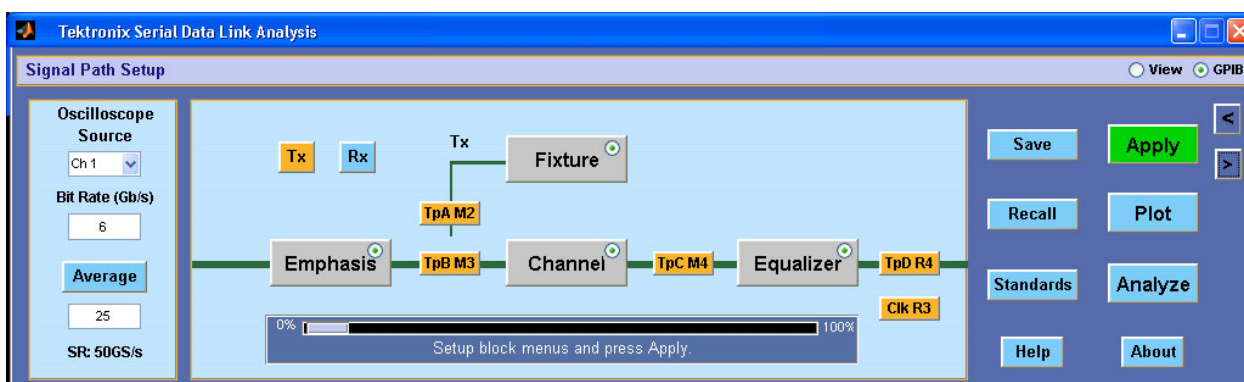 Tektronix Serial Data Link Analysis
Signal Path Setup
View GPIB
Oscilloscope
Source
Ch 1
Bit Rate (Gb/s)
6
Average
25
SR: 50GS/s
Tx Rx Tx
Fixture
TpA M2
Emphasis TpB M3 Channel TpC M4 Equalizer TpD R4
Clk R3
0% 100%
Setup block menus and press Apply.
Save Apply <
>
Recall Plot
Standards Analyze
Help About